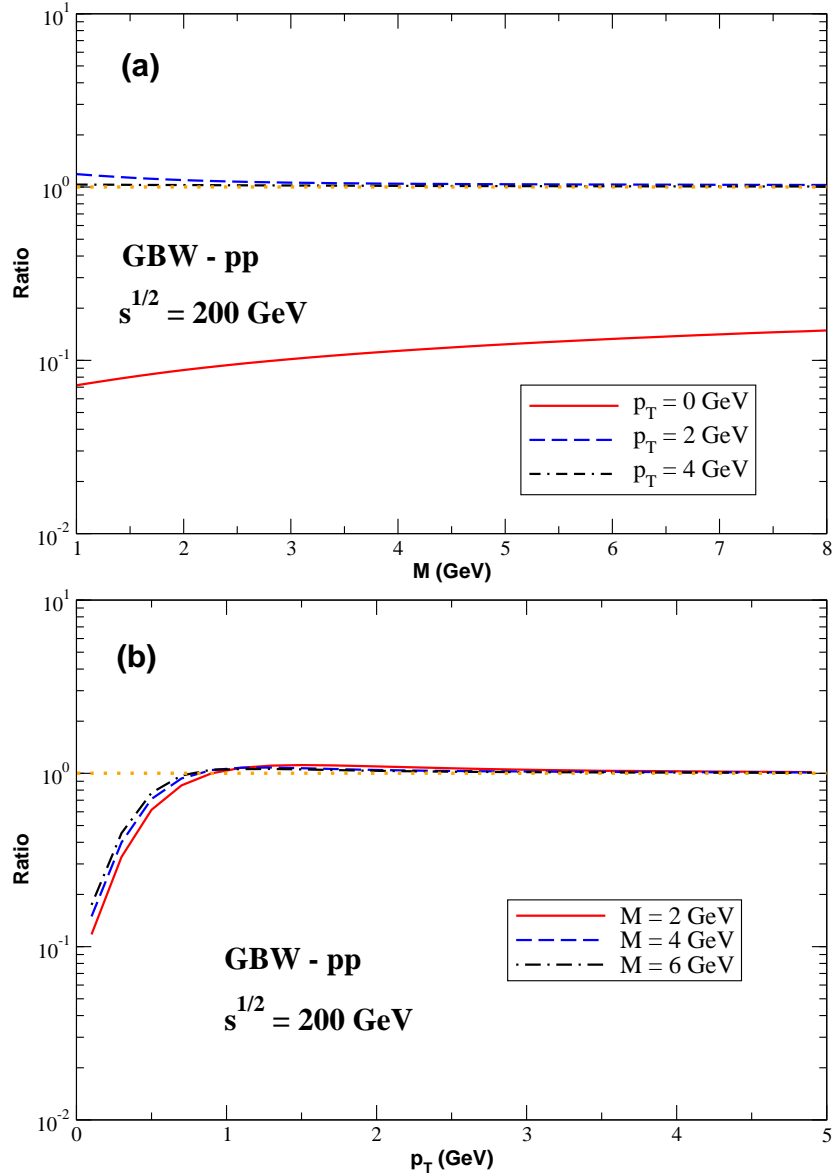 10^1
(a)
10^0
Ratio
GBW - pp
s^{1/2} = 200 GeV
10^{-1}
p_T = 0 GeV
p_T = 2 GeV
p_T = 4 GeV
10^{-2}
1 2 3 4 5 6 7 8
M (GeV)
10^1
(b)
10^0
Ratio
M = 2 GeV
M = 4 GeV
M = 6 GeV
10^{-1}
GBW - pp
s^{1/2} = 200 GeV
10^{-2}
0 1 2 3 4 5
p_T (GeV)